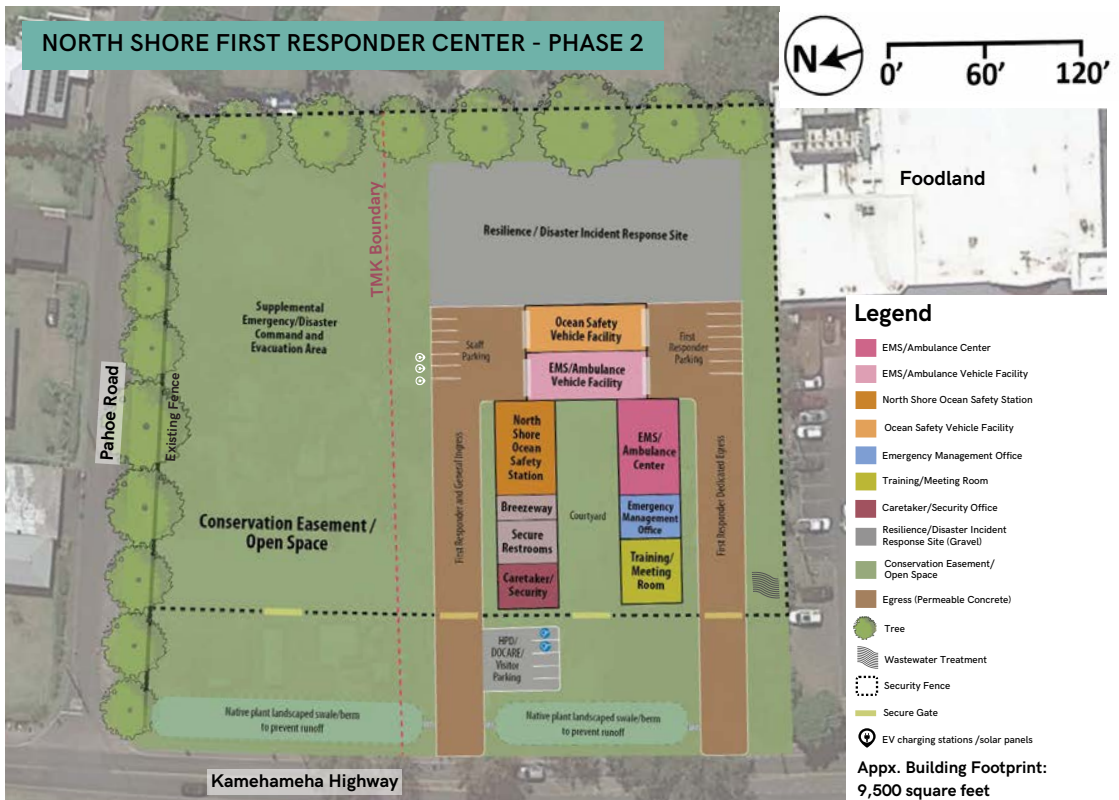 NORTH SHORE FIRST RESPONDER CENTER - PHASE 2
N
0' 60' 120'
Foodland
TMK Boundary
Resilience / Disaster Incident Response Site
Supplemental
Emergency/Disaster
Command and
Evacuation Area
Staff
Parking
Ocean Safety
Vehicle Facility
First
Responder
Parking
EMS/Ambulance
Vehicle Facility
Pahoe Road
Existing Fence
North
Shore
Ocean
Safety
Station
EMS/
Ambulance
Center
First Responder and General Ingress
First Responder Dedicated Egress
Conservation Easement /
Open Space
Breezeway
Courtyard
Emergency
Management
Office
Secure
Restrooms
Training/
Meeting
Room
Caretaker/
Security
HPD/
DOCARE/
Visitor
Parking
Native plant landscaped swale/berm
to prevent runoff
Native plant landscaped swale/berm
to prevent runoff
Kamehameha Highway
Legend
EMS/Ambulance Center
EMS/Ambulance Vehicle Facility
North Shore Ocean Safety Station
Ocean Safety Vehicle Facility
Emergency Management Office
Training/Meeting Room
Caretaker/Security Office
Resilience/Disaster Incident
Response Site (Gravel)
Conservation Easement/
Open Space
Egress (Permeable Concrete)
Tree
Wastewater Treatment
Security Fence
Secure Gate
EV charging stations /solar panels
Appx. Building Footprint:
9,500 square feet